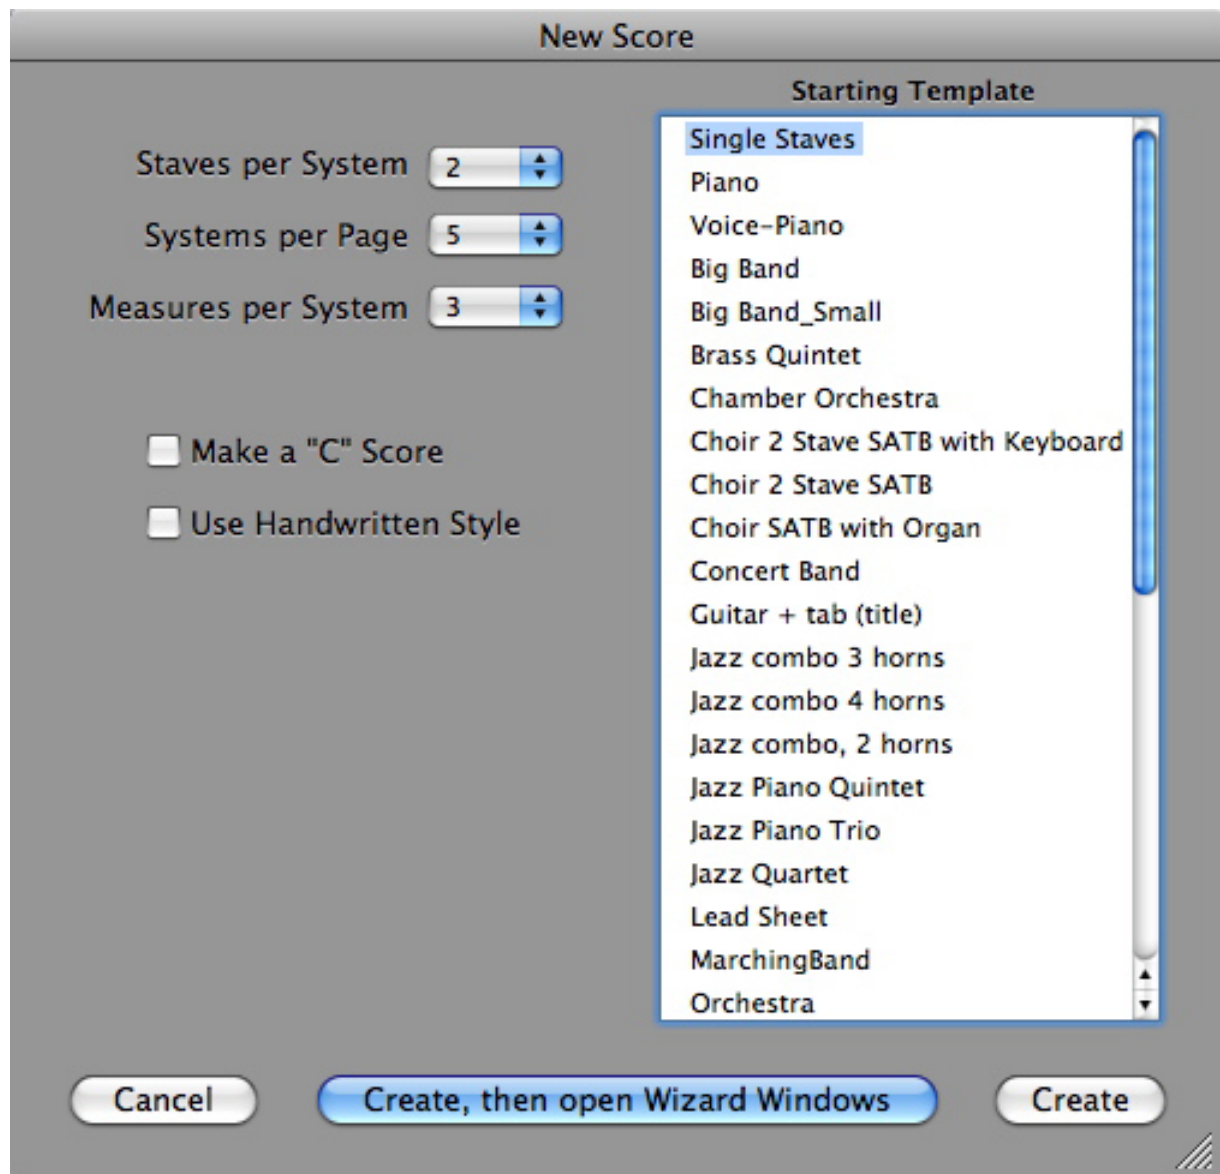 New Score
Staves per System 2
Systems per Page 5
Measures per System 3
Make a "C" Score
Use Handwritten Style
Starting Template
Single Staves
Piano
Voice-Piano
Big Band
Big Band_Small
Brass Quintet
Chamber Orchestra
Choir 2 Stave SATB with Keyboard
Choir 2 Stave SATB
Choir SATB with Organ
Concert Band
Guitar + tab (title)
Jazz combo 3 horns
Jazz combo 4 horns
Jazz combo, 2 horns
Jazz Piano Quintet
Jazz Piano Trio
Jazz Quartet
Lead Sheet
MarchingBand
Orchestra
Cancel
Create, then open Wizard Windows
Create